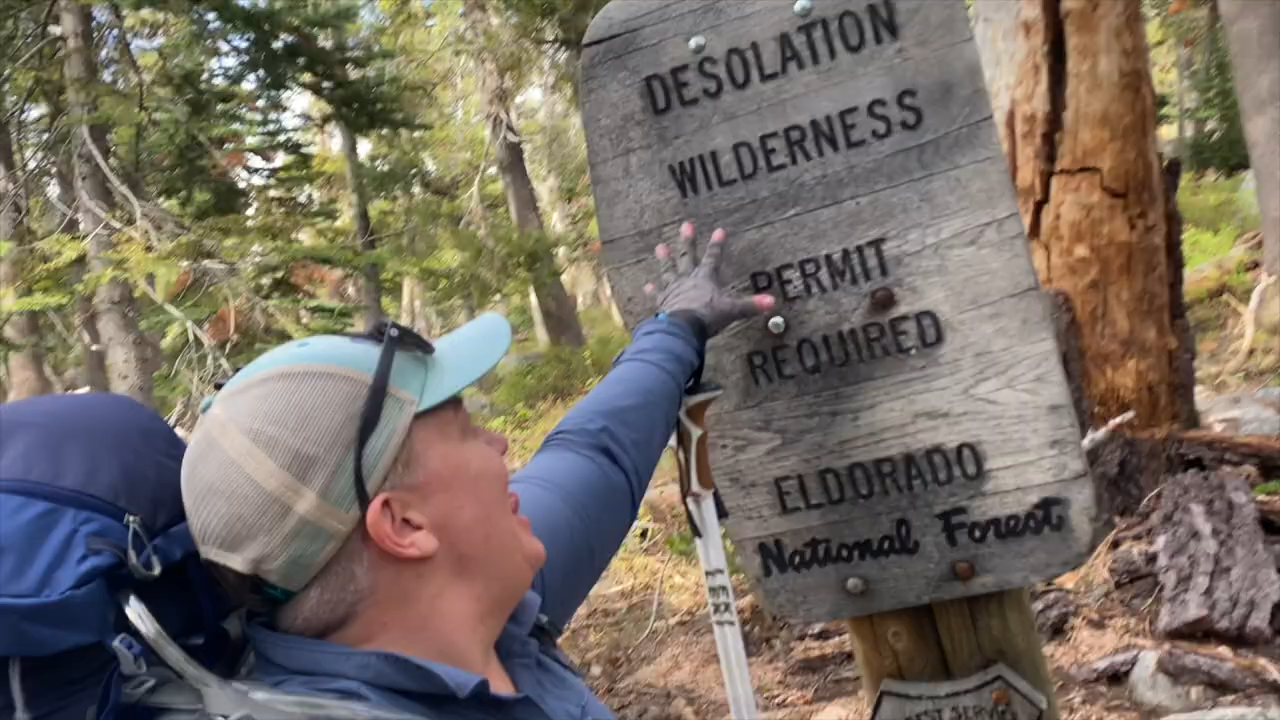 DESOLATION
WILDERNESS
PERMIT
REQUIRED
ELDORADO
National Forest